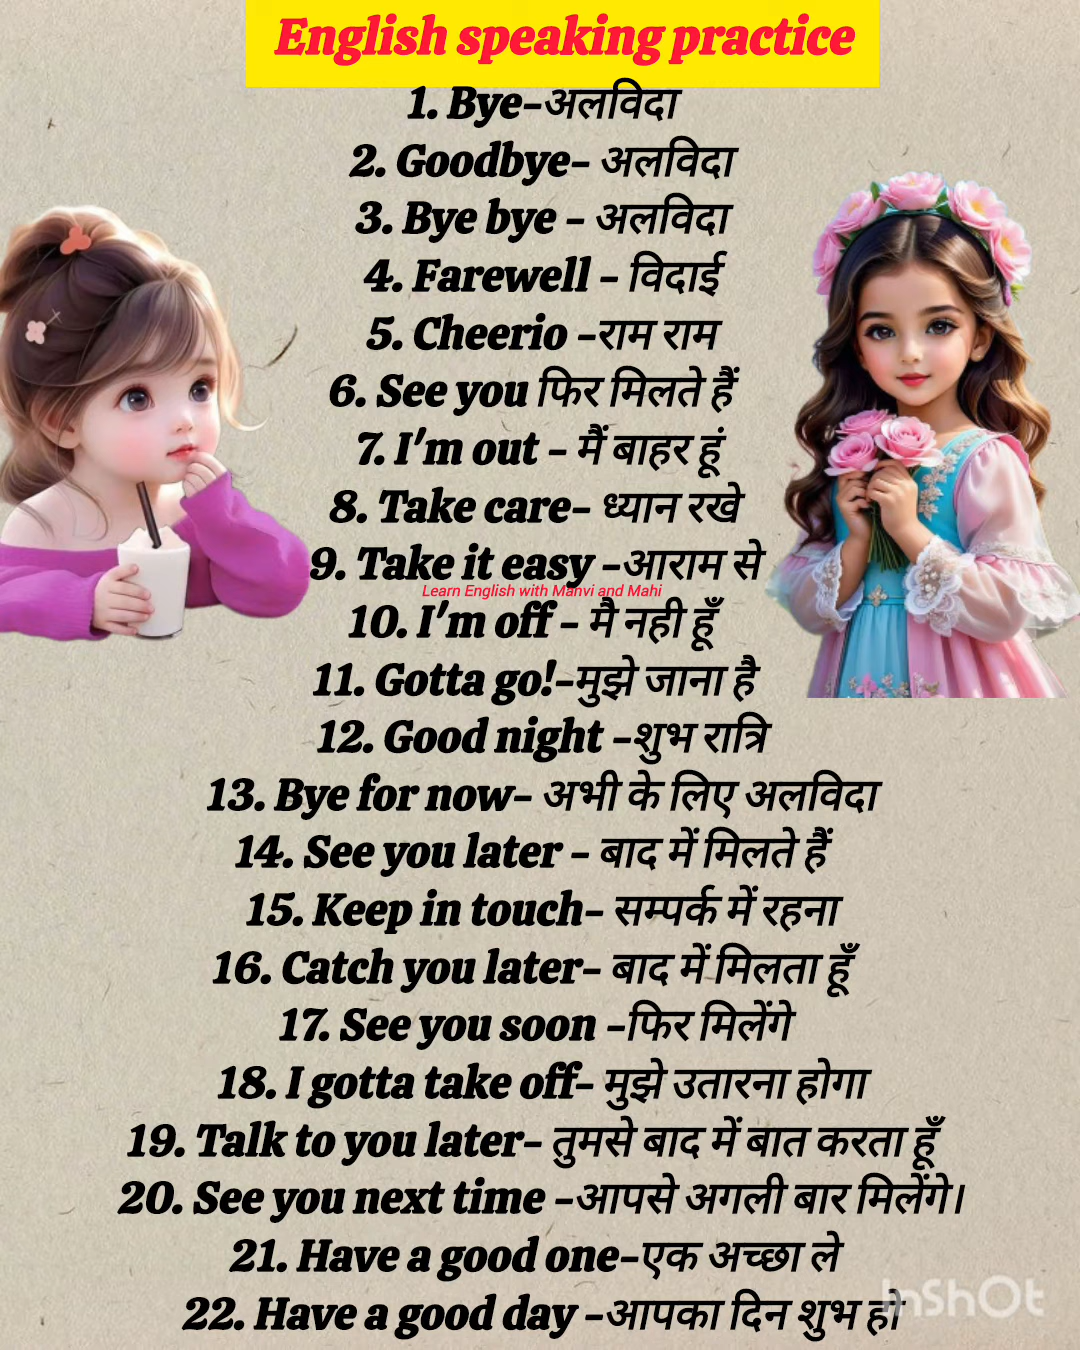 English speaking practice
1. Bye-अलविदा
2. Goodbye- अलविदा
3. Bye bye - अलविदा
4. Farewell - विदाई
5. Cheerio -राम राम
6. See you फिर मिलते हैं
7. I'm out - मैं बाहर हूं
8. Take care- ध्यान रखे
9. Take it easy -आराम से
Learn English with Manvi and Mahi
10. I'm off - मै नही हूँ
11. Gotta go!-मुझे जाना है
12. Good night -शुभ रात्रि
13. Bye for now- अभी के लिए अलविदा
14. See you later - बाद में मिलते हैं
15. Keep in touch- सम्पर्क में रहना
16. Catch you later- बाद में मिलता हूँ
17. See you soon -फिर मिलेंगे
18. I gotta take off- मुझे उतारना होगा
19. Talk to you later- तुमसे बाद में बात करता हूँ
20. See you next time -आपसे अगली बार मिलेंगे।
21. Have a good one-एक अच्छा ले
22. Have a good day -आपका दिन शुभ हो
InShOt